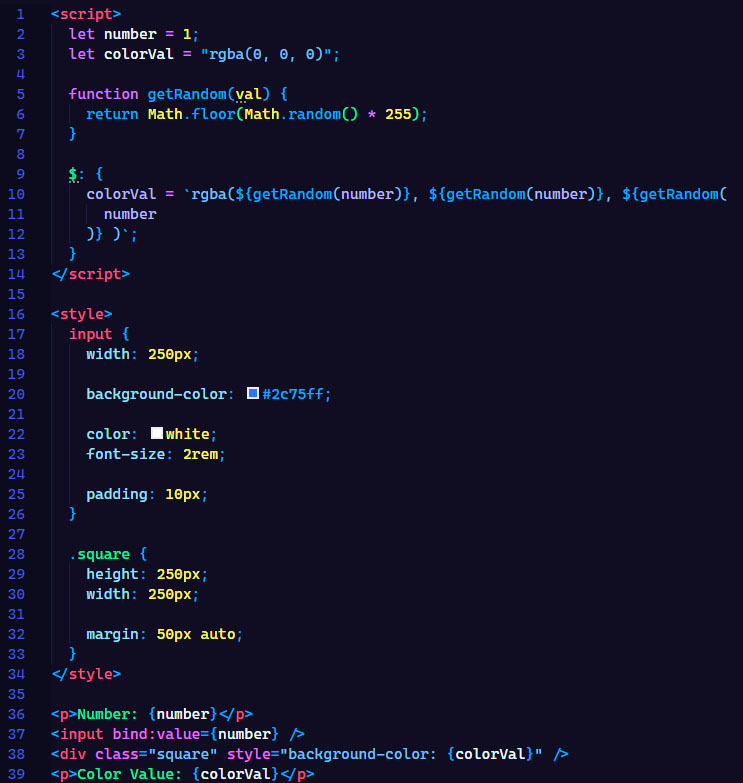 1 <script>
2 let number = 1;
3 let colorVal = "rgba(0, 0, 0)";
4
5 function getRandom(val) {
6 return Math.floor(Math.random() * 255);
7 }
8
9 $: {
10 colorVal = `rgba(${getRandom(number)}, ${getRandom(number)}, ${getRandom(
11 number
12 )} )`;
13 }
14 </script>
15
16 <style>
17 input {
18 width: 250px;
19
20 background-color: #2c75ff;
21
22 color: white;
23 font-size: 2rem;
24
25 padding: 10px;
26 }
27
28 .square {
29 height: 250px;
30 width: 250px;
31
32 margin: 50px auto;
33 }
34 </style>
35
36 <p>Number: {number}</p>
37 <input bind:value={number} />
38 <div class="square" style="background-color: {colorVal}" />
39 <p>Color Value: {colorVal}</p>